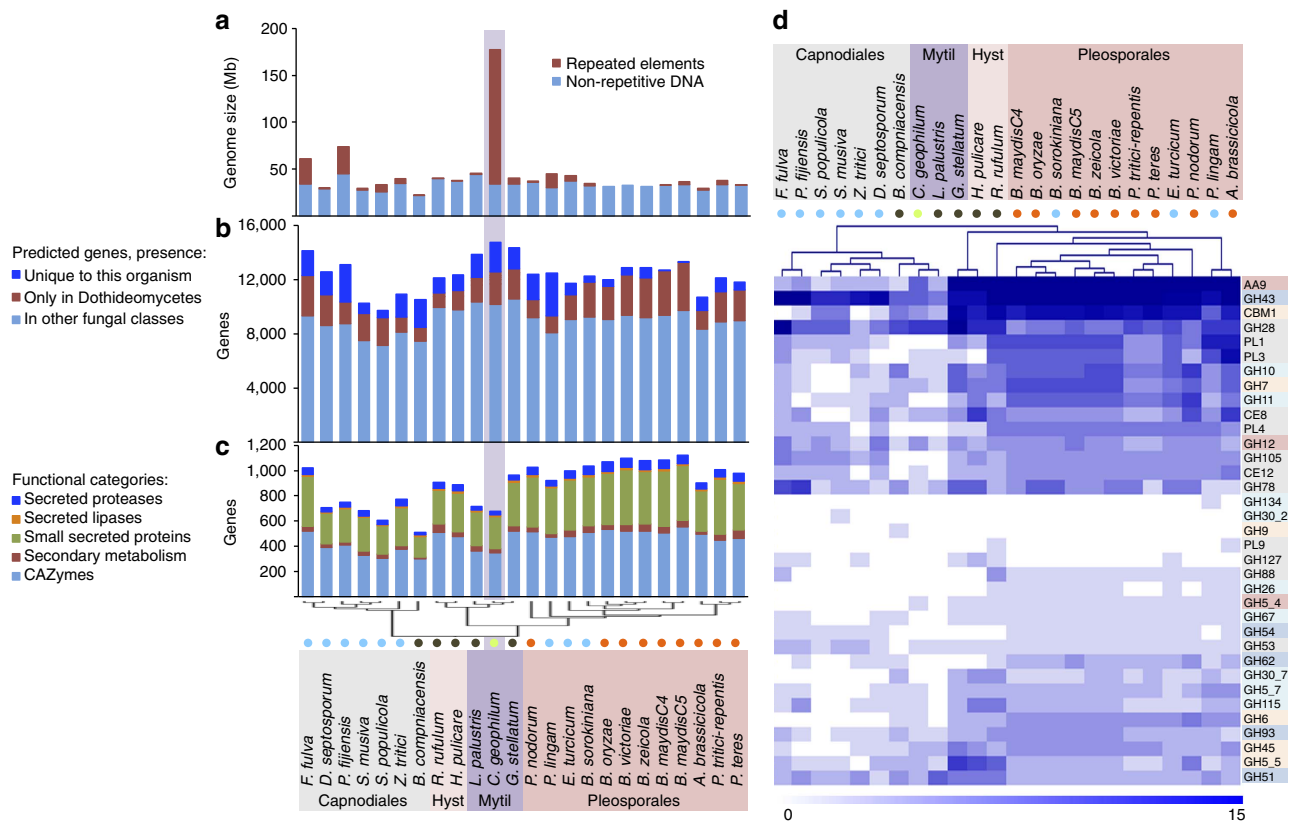 a
200
150
100
50
Genome size (Mb)
Repeated elements
Non-repetitive DNA
b
Predicted genes, presence:
Unique to this organism
Only in Dothideomycetes
In other fungal classes
16,000
12,000
8,000
4,000
Genes
c
Functional categories:
Secreted proteases
Secreted lipases
Small secreted proteins
Secondary metabolism
CAZymes
1,200
1,000
800
600
400
200
Genes
F. fulva
D. septosporum
P. fijiensis
S. musiva
S. populicola
Z. tritici
B. compniacensis
R. rufulum
H. pulicare
L. palustris
C. geophilum
G. stellatum
P. nodorum
P. lingam
E. turcicum
B. sorokiniana
B. oryzae
B. victoriae
B. zeicola
B. maydisC4
B. maydisC5
A. brassicicola
P. tritici-repentis
P. teres
Capnodiales Hyst Mytil Pleosporales
d
Capnodiales Mytil Hyst Pleosporales
F. fulva
P. fijiensis
S. populicola
S. musiva
Z. tritici
D. septosporum
B. compniacensis
C. geophilum
L. palustris
G. stellatum
H. pulicare
R. rufulum
B. maydisC4
B. oryzae
B. sorokiniana
B. maydisC5
B. zeicola
B. victoriae
P. tritici-repentis
P. teres
E. turcicum
P. nodorum
P. lingam
A. brassicicola
AA9
GH43
CBM1
GH28
PL1
PL3
GH10
GH7
GH11
CE8
PL4
GH12
GH105
CE12
GH78
GH134
GH30_2
GH9
PL9
GH127
GH88
GH26
GH5_4
GH67
GH54
GH53
GH62
GH30_7
GH5_7
GH115
GH6
GH93
GH45
GH5_5
GH51
0 15